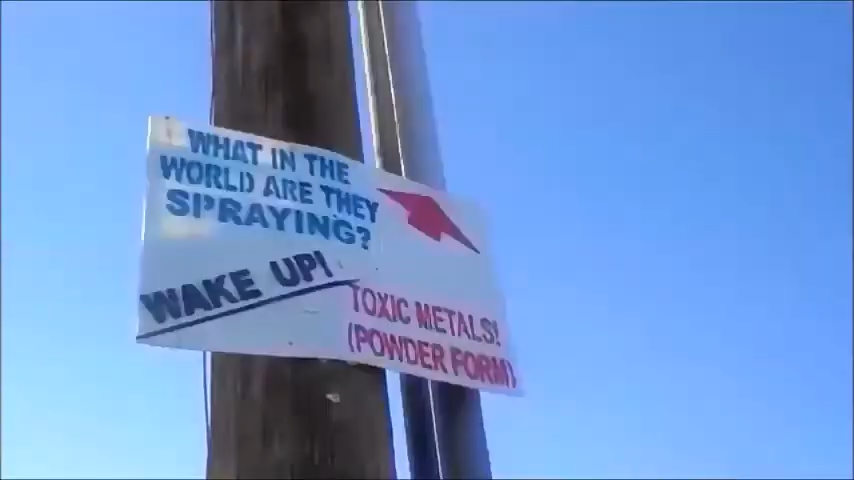 WHAT IN THE
WORLD ARE THEY
SPRAYING?
WAKE UP!
TOXIC METALS!
(POWDER FORM)